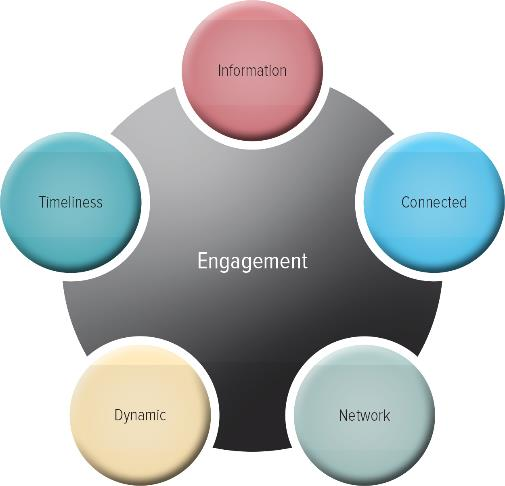 Information
Timeliness
Connected
Engagement
Dynamic
Network